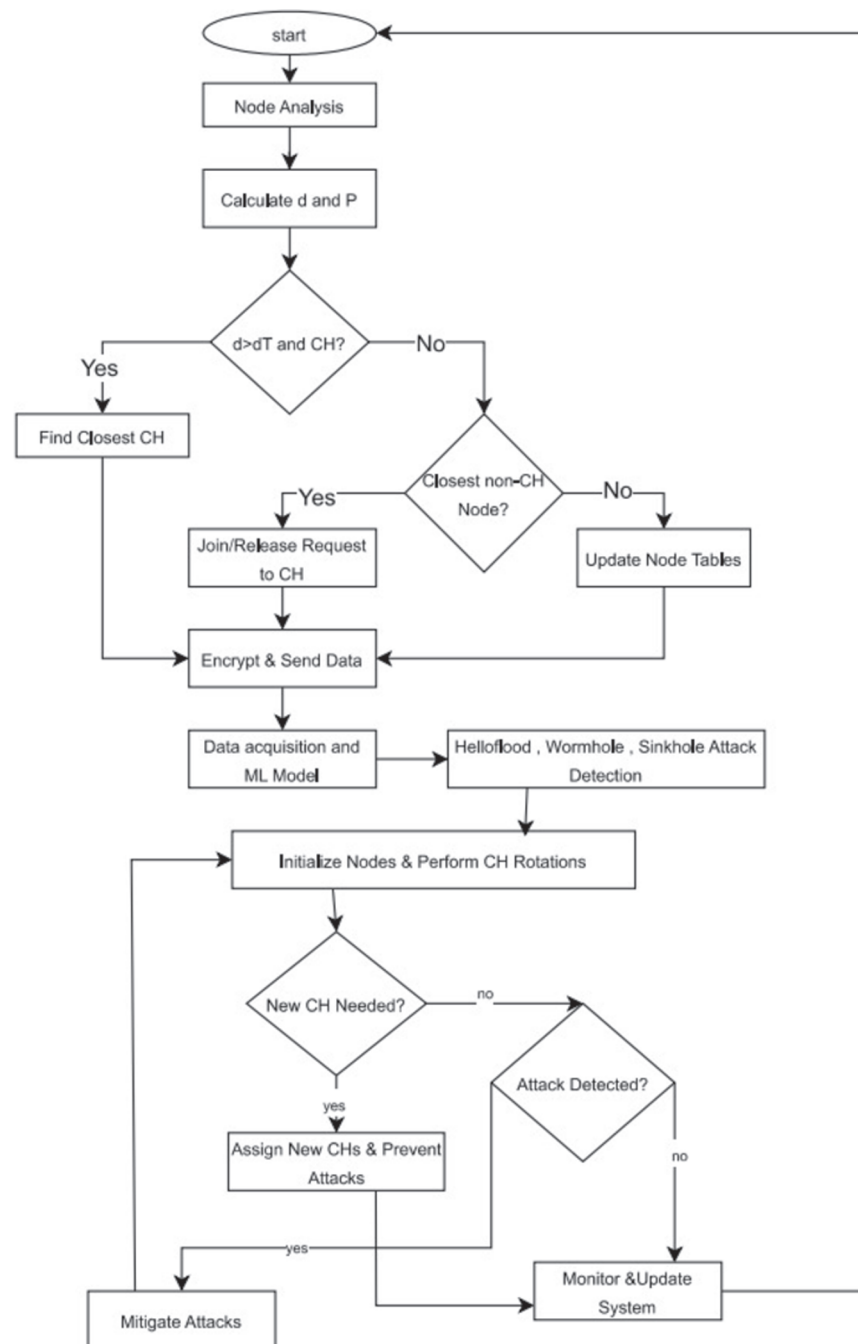 start
Node Analysis
Calculate d and P
d>dT and CH?
Yes
No
Find Closest CH
Closest non-CH
Node?
Yes
No
Join/Release Request
to CH
Update Node Tables
Encrypt & Send Data
Data acquisition and
ML Model
Helloflood , Wormhole , Sinkhole Attack
Detection
Initialize Nodes & Perform CH Rotations
New CH Needed?
no
Attack Detected?
yes
Assign New CHs & Prevent
Attacks
no
yes
Monitor &Update
System
Mitigate Attacks